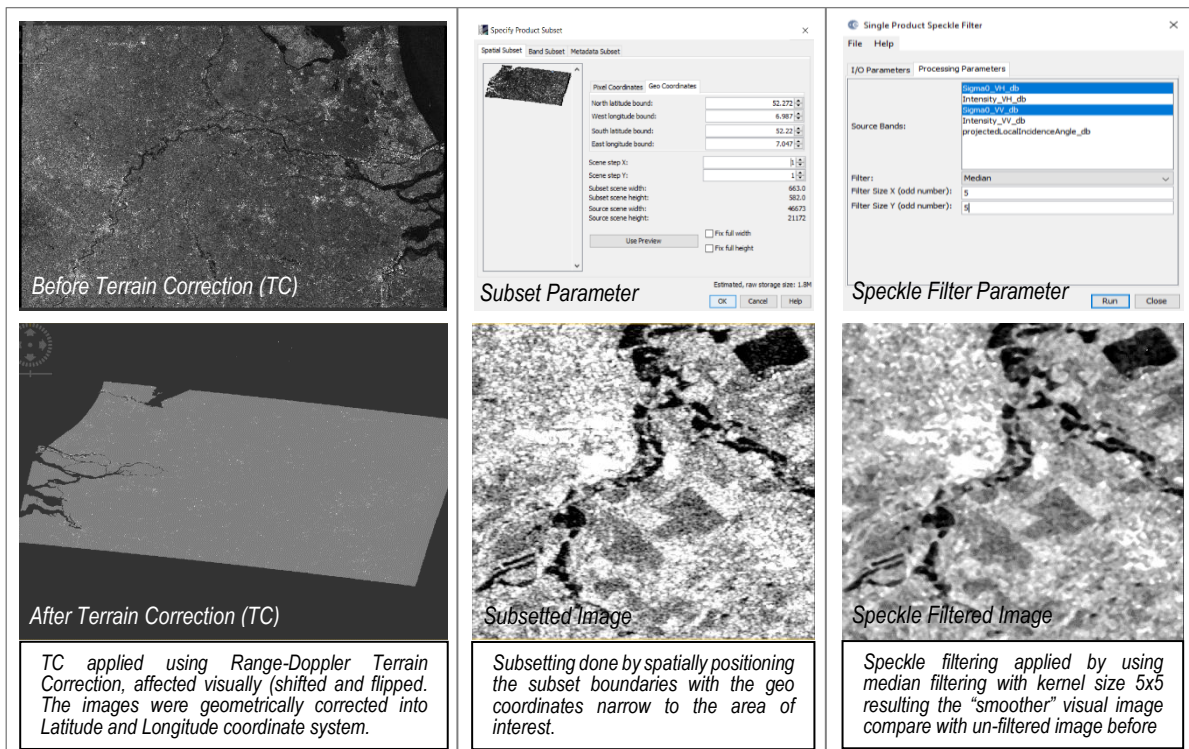 Before Terrain Correction (TC)
After Terrain Correction (TC)
TC applied using Range-Doppler Terrain
Correction, affected visually (shifted and flipped.
The images were geometrically corrected into
Latitude and Longitude coordinate system.
Specify Product Subset
Spatial Subset Band Subset Metadata Subset
Pixel Coordinates Geo Coordinates
North latitude bound: 52.272
West longitude bound: 6.987
South latitude bound: 52.22
East longitude bound: 7.047
Scene step X: 1
Scene step Y: 1
Subset scene width: 663.0
Subset scene height: 582.0
Source scene width: 46673
Source scene height: 21172
Use Preview
Fix full width
Fix full height
Estimated, raw storage size: 1.8M
OK Cancel Help
Subset Parameter
Subsetted Image
Subsetting done by spatially positioning
the subset boundaries with the geo
coordinates narrow to the area of
interest.
Single Product Speckle Filter
File Help
I/O Parameters Processing Parameters
Source Bands:
Sigma0_VH_db
Intensity_VH_db
Sigma0_VV_db
Intensity_VV_db
projectedLocalIncidenceAngle_db
Filter: Median
Filter Size X (odd number): 5
Filter Size Y (odd number): 5
Run Close
Speckle Filter Parameter
Speckle Filtered Image
Speckle filtering applied by using
median filtering with kernel size 5x5
resulting the “smoother” visual image
compare with un-filtered image before